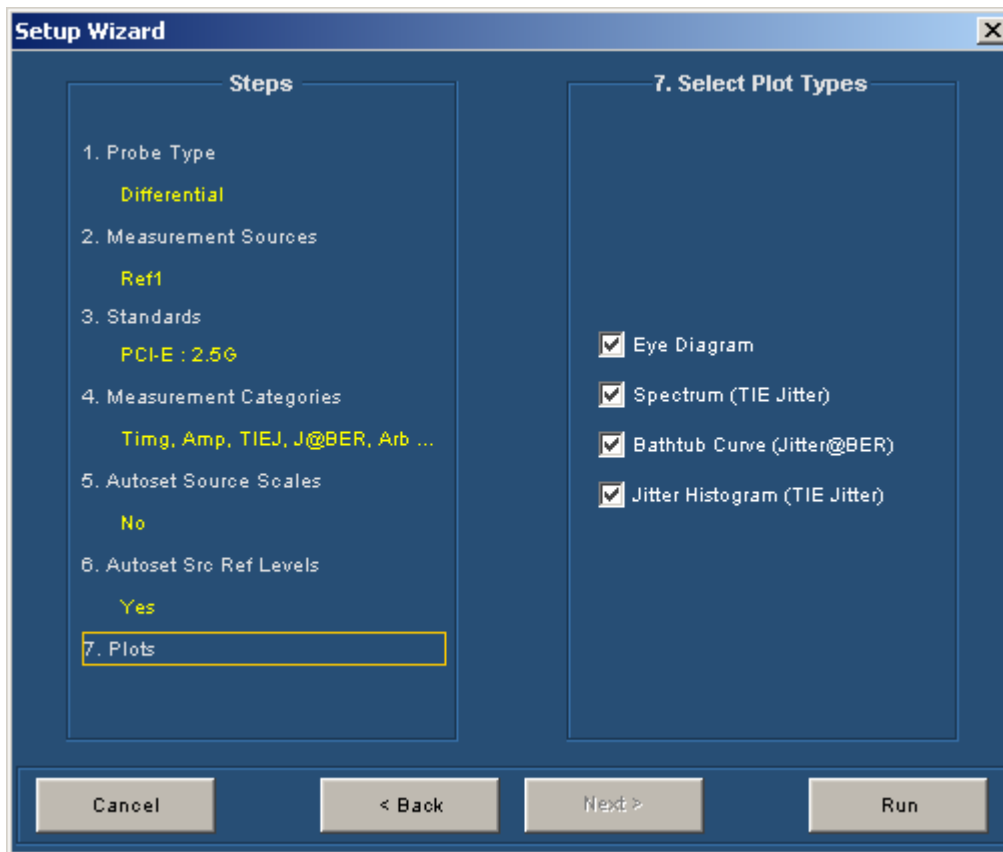 Setup Wizard
Steps
1. Probe Type
Differential
2. Measurement Sources
Ref1
3. Standards
PCI-E : 2.5G
4. Measurement Categories
Timg, Amp, TIEJ, J@BER, Arb ...
5. Autoset Source Scales
No
6. Autoset Src Ref Levels
Yes
7. Plots
7. Select Plot Types
Eye Diagram
Spectrum (TIE Jitter)
Bathtub Curve (Jitter@BER)
Jitter Histogram (TIE Jitter)
Cancel
< Back
Next >
Run